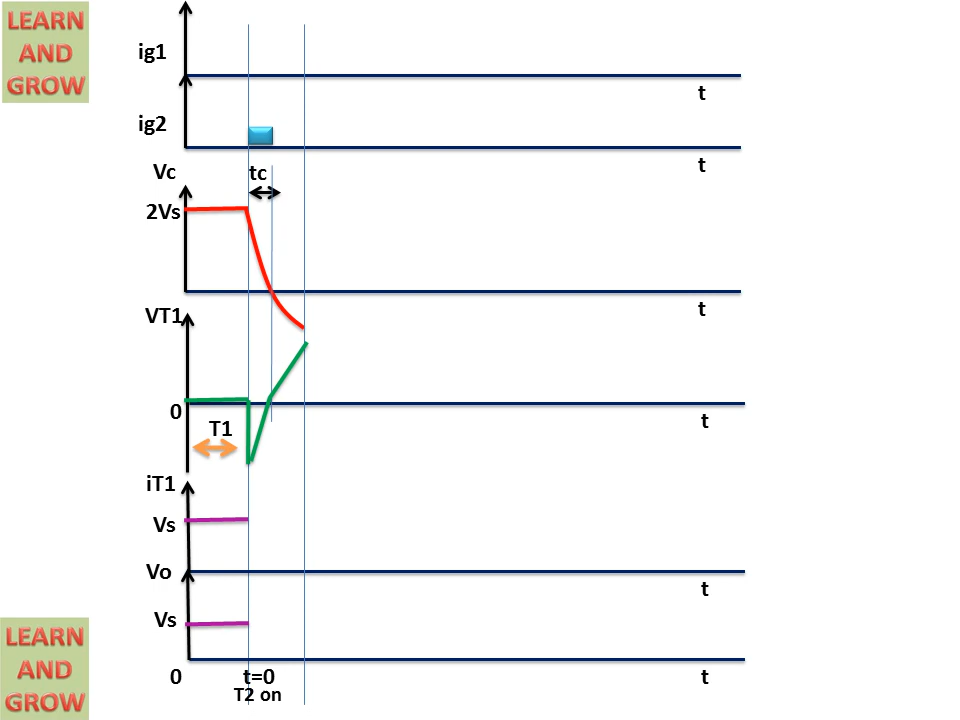 LEARN
AND
GROW
ig1
t
ig2
t
Vc
tc
2Vs
t
VT1
0
t
T1
iT1
Vs
Vo
t
Vs
LEARN
AND
GROW
0
t=0
t
T2 on